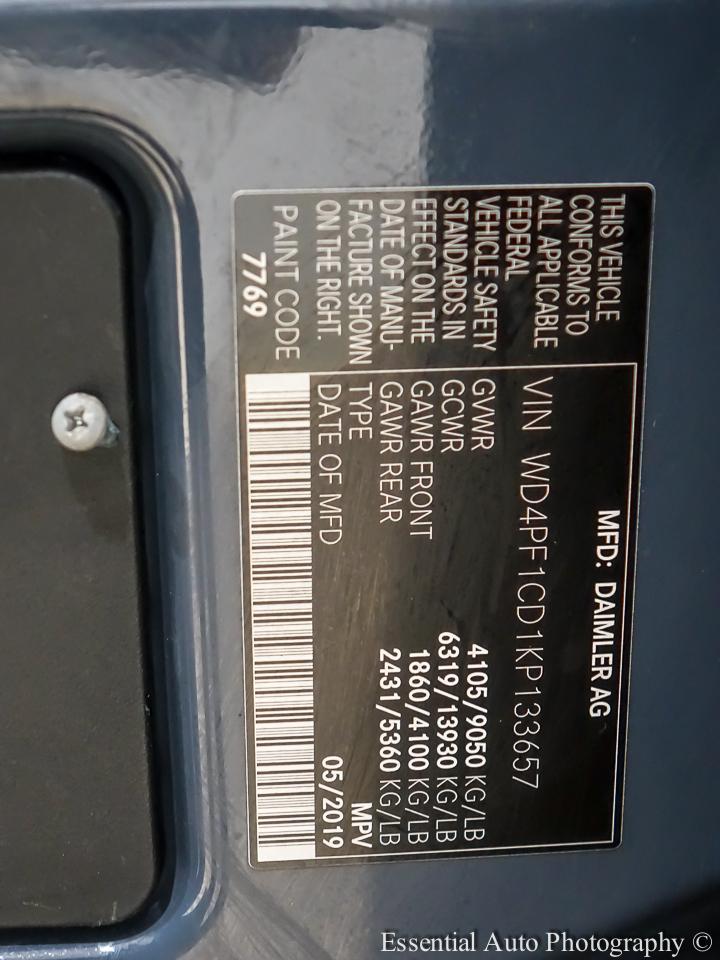 MFD: DAIMLER AG
THIS VEHICLE
CONFORMS TO
ALL APPLICABLE
FEDERAL
VEHICLE SAFETY
STANDARDS IN
EFFECT ON THE
DATE OF MANU-
FACTURE SHOWN
ON THE RIGHT.
PAINT CODE
7769
VIN WD4PF1CD1KP133657
GVWR 4105/9050 KG/LB
GCWR 6319/13930 KG/LB
GAWR FRONT 1860/4100 KG/LB
GAWR REAR 2431/5360 KG/LB
TYPE MPV
DATE OF MFD 05/2019
Essential Auto Photography ©